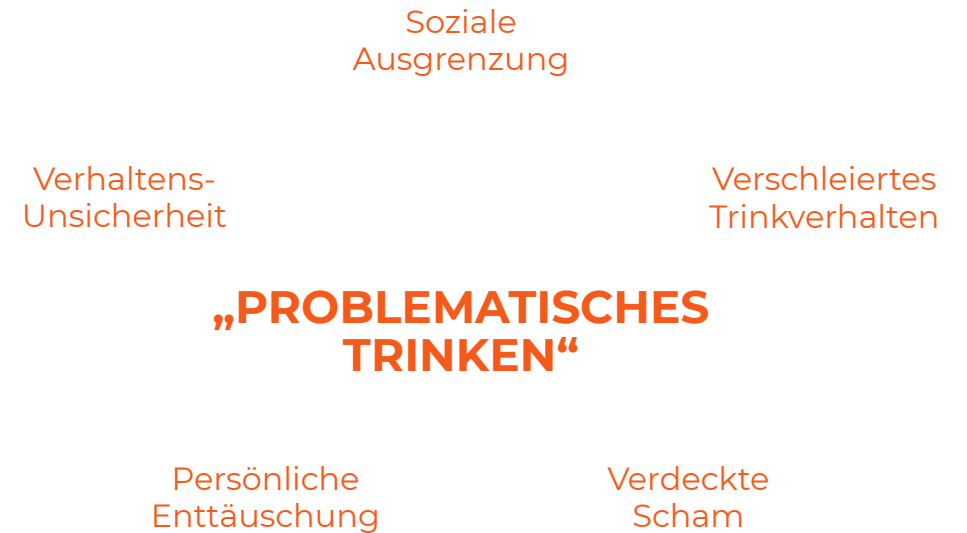 Soziale
Ausgrenzung
Verhaltens-
Unsicherheit
Verschleiertes
Trinkverhalten
„PROBLEMATISCHES
TRINKEN“
Persönliche
Enttäuschung
Verdeckte
Scham